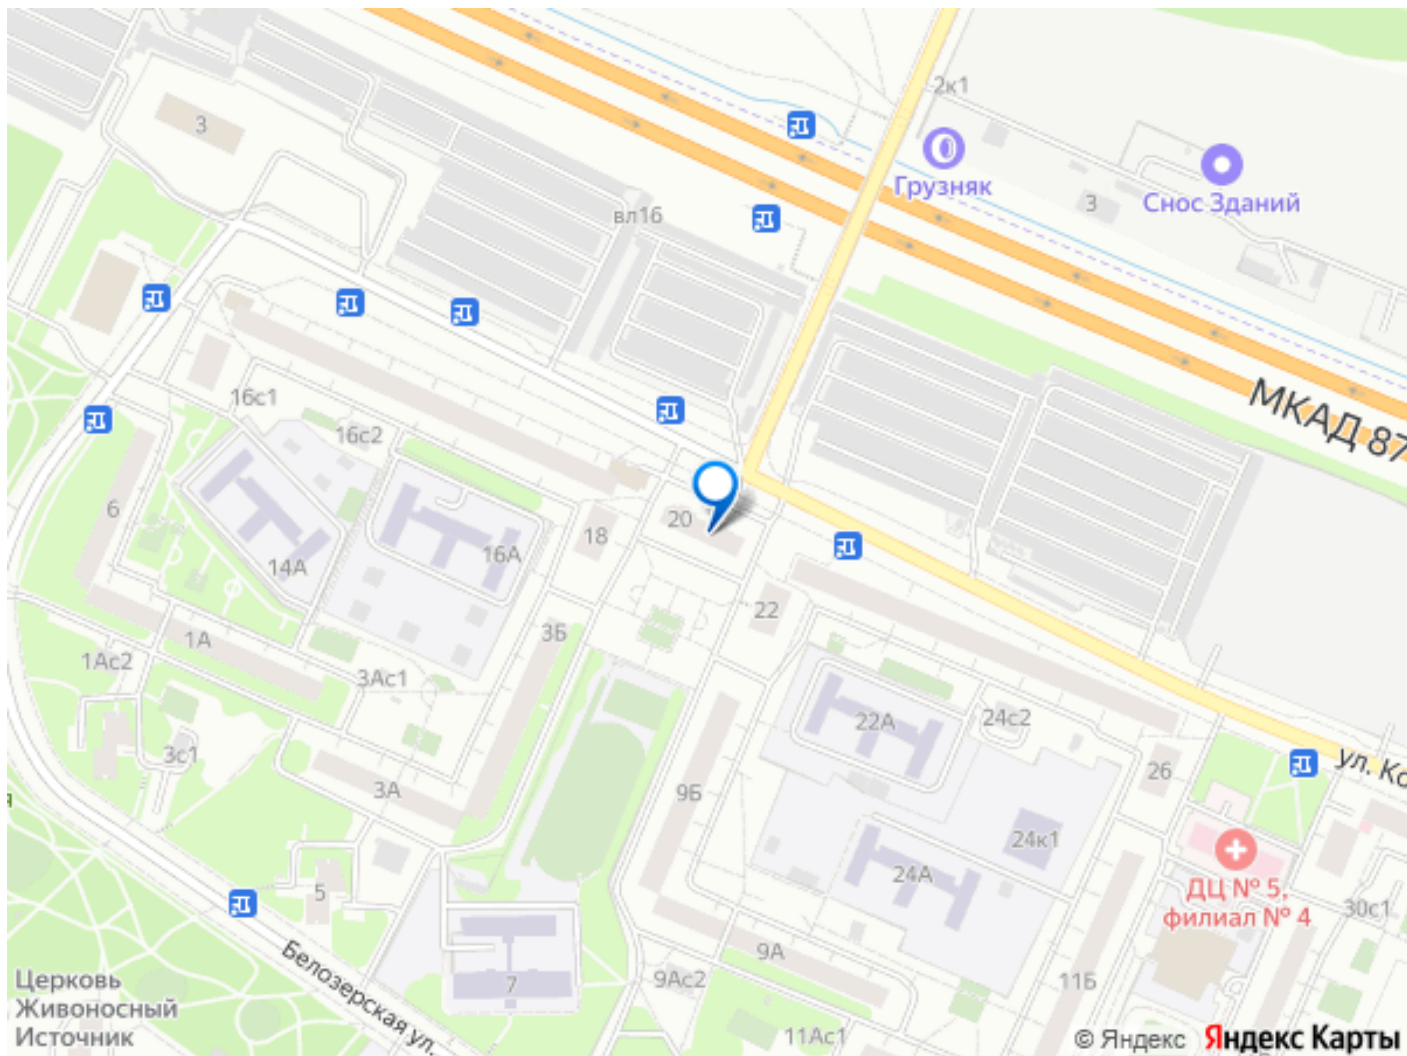 2к1
3
Грузняк
Снос Зданий
3
вл16
МКАД 87
16с1
16с2
6
20
18
16А
14А
22
3Б
1А
1Ас2
3Ас1
22А
24с2
3с1
26
ул. Ко
3А
9Б
я
24к1
24А
5
ДЦ № 5,
филиал № 4
30с1
Белозерская ул.
9А
Церковь
Живоносный
Источник
7
9Ас2
11Б
11Ас1
© Яндекс Яндекс Карты